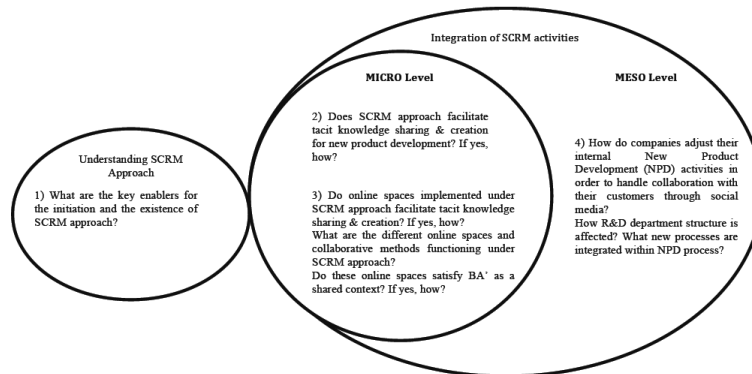 Integration of SCRM activities
MICRO Level
MESO Level
Understanding SCRM
Approach
1) What are the key enablers for
the initiation and the existence of
SCRM approach?
2) Does SCRM approach facilitate
tacit knowledge sharing & creation
for new product development? If yes,
how?
3) Do online spaces implemented under
SCRM approach facilitate tacit knowledge
sharing & creation? If yes, how?
What are the different online spaces and
collaborative methods functioning under
SCRM approach?
Do these online spaces satisfy BA' as a
shared context? If yes, how?
4) How do companies adjust their
internal New Product
Development (NPD) activities in
order to handle collaboration with
their customers through social
media?
How R&D department structure is
affected? What new processes are
integrated within NPD process?